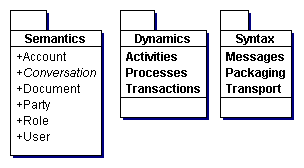 Semantics
+Account
+Conversation
+Document
+Party
+Role
+User
Dynamics
Activities
Processes
Transactions
Syntax
Messages
Packaging
Transport